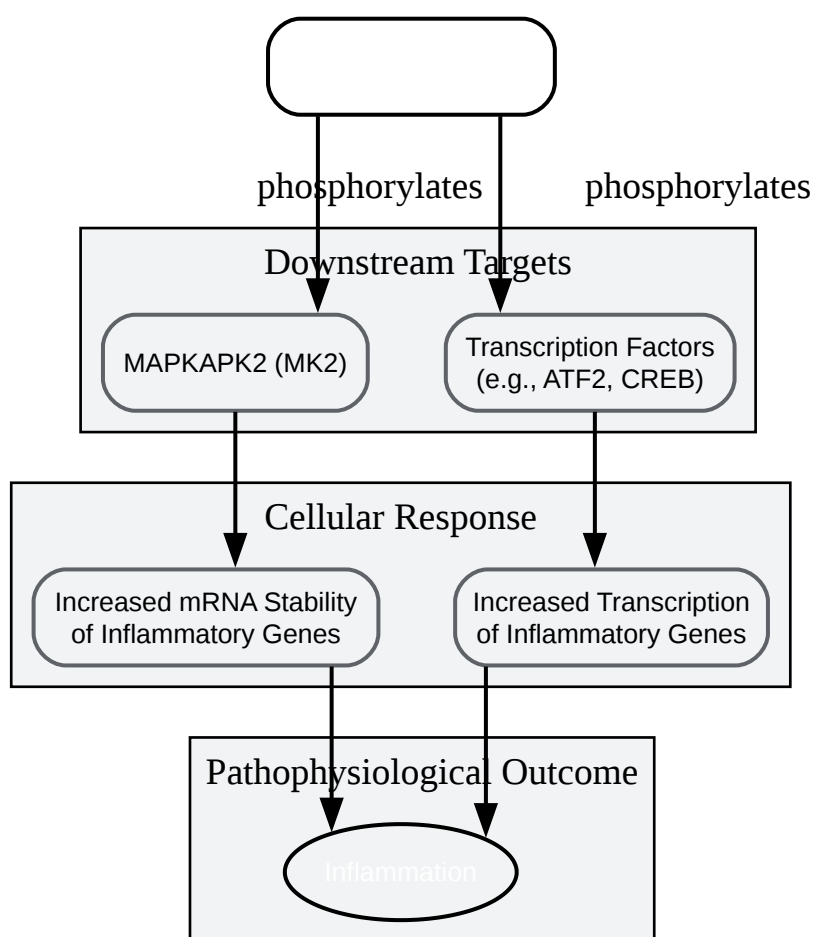 phosphorylates
phosphorylates
Downstream Targets
MAPKAPK2 (MK2)
Transcription Factors
(e.g., ATF2, CREB)
Cellular Response
Increased mRNA Stability
of Inflammatory Genes
Increased Transcription
of Inflammatory Genes
Pathophysiological Outcome
Inflammation